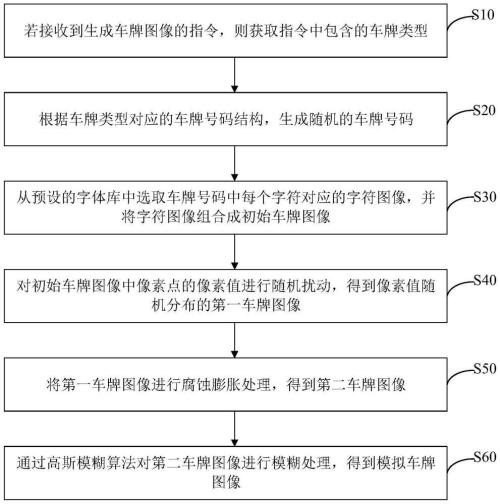 若接收到生成车牌图像的指令，则获取指令中包含的车牌类型
S10
根据车牌类型对应的车牌号码结构，生成随机的车牌号码
S20
从预设的字体库中选取车牌号码中每个字符对应的字符图像，并
将字符图像组合成初始车牌图像
S30
对初始车牌图像中像素点的像素值进行随机扰动，得到像素值随
机分布的第一车牌图像
S40
将第一车牌图像进行腐蚀膨胀处理，得到第二车牌图像
S50
通过高斯模糊算法对第二车牌图像进行模糊处理，得到模拟车牌
图像
S60